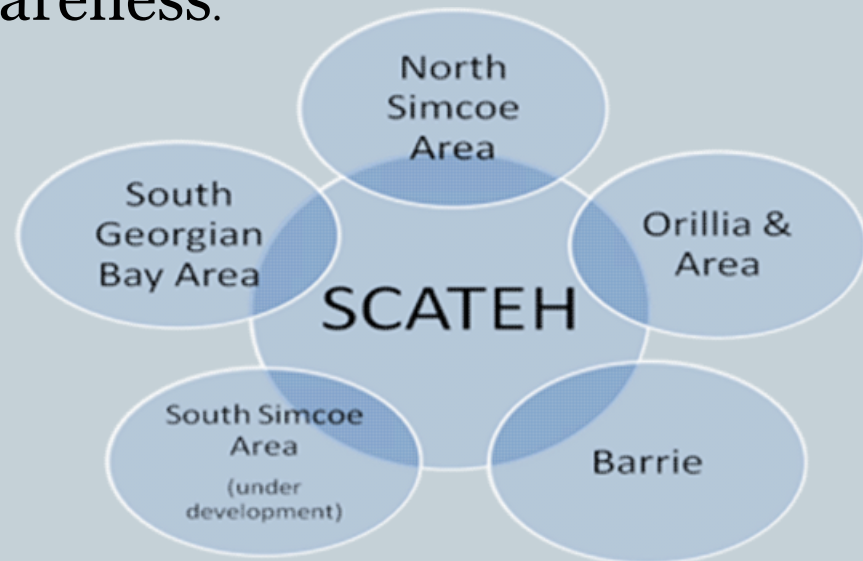 areness.
North
Simcoe
Area
South
Georgian
Bay Area
Orillia &
Area
SCATEH
South Simcoe
Area
(under
development)
Barrie